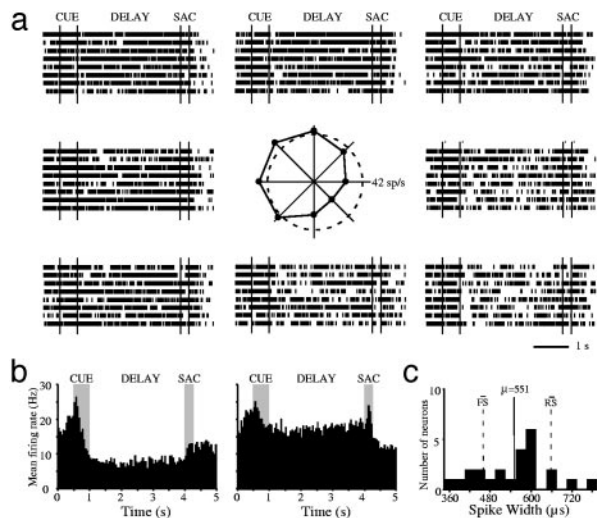 a
CUE DELAY SAC CUE DELAY SAC CUE DELAY SAC
42 sp/s
1 s
b
CUE DELAY SAC CUE DELAY SAC
Mean firing rate (Hz)
30
20
10
0
0 1 2 3 4 5 0 1 2 3 4 5
Time (s) Time (s)
c
μ=551
FS RS
Number of neurons
10
5
0
360 480 600 720
Spike Width (μs)